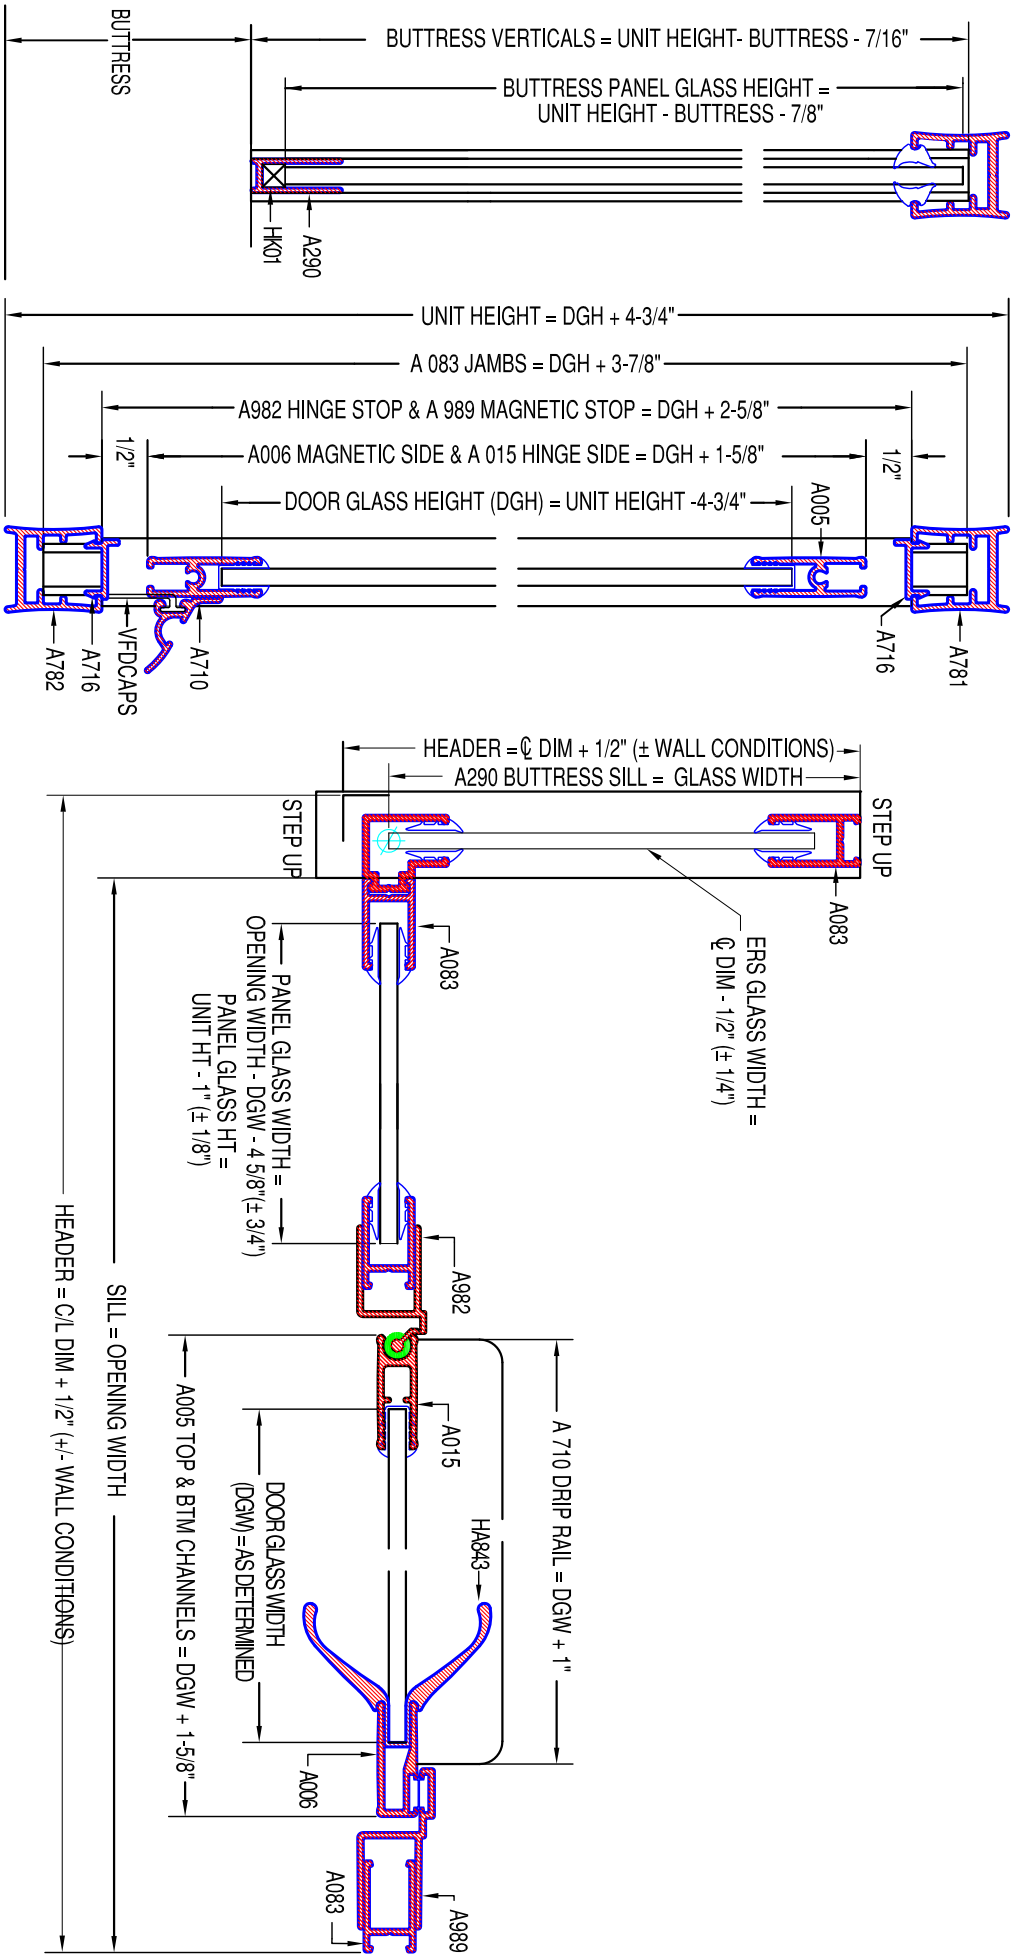 BUTTRESS
BUTTRESS VERTICALS = UNIT HEIGHT- BUTTRESS - 7/16"
BUTTRESS PANEL GLASS HEIGHT =
UNIT HEIGHT - BUTTRESS - 7/8"
HK01
A290
UNIT HEIGHT = DGH + 4-3/4"
A 083 JAMBS = DGH + 3-7/8"
A982 HINGE STOP & A 989 MAGNETIC STOP = DGH + 2-5/8"
1/2"
A006 MAGNETIC SIDE & A 015 HINGE SIDE = DGH + 1-5/8"
1/2"
DOOR GLASS HEIGHT (DGH) = UNIT HEIGHT -4-3/4"
A005
A782
A716
VFDCAPS
A710
A716
A781
HEADER = ℄ DIM + 1/2" (± WALL CONDITIONS)
A290 BUTTRESS SILL = GLASS WIDTH
STEP UP
STEP UP
A083
A083
ERS GLASS WIDTH =
℄ DIM - 1/2" (± 1/4")
PANEL GLASS WIDTH =
OPENING WIDTH - DGW - 4 5/8"(± 3/4")
PANEL GLASS HT =
UNIT HT - 1" (± 1/8")
A982
A015
A 710 DRIP RAIL = DGW + 1"
HA843
DOOR GLASS WIDTH
(DGW) = AS DETERMINED
A005 TOP & BTM CHANNELS = DGW + 1-5/8"
SILL = OPENING WIDTH
HEADER = C/L DIM + 1/2" (+/- WALL CONDITIONS)
A006
A083
A989